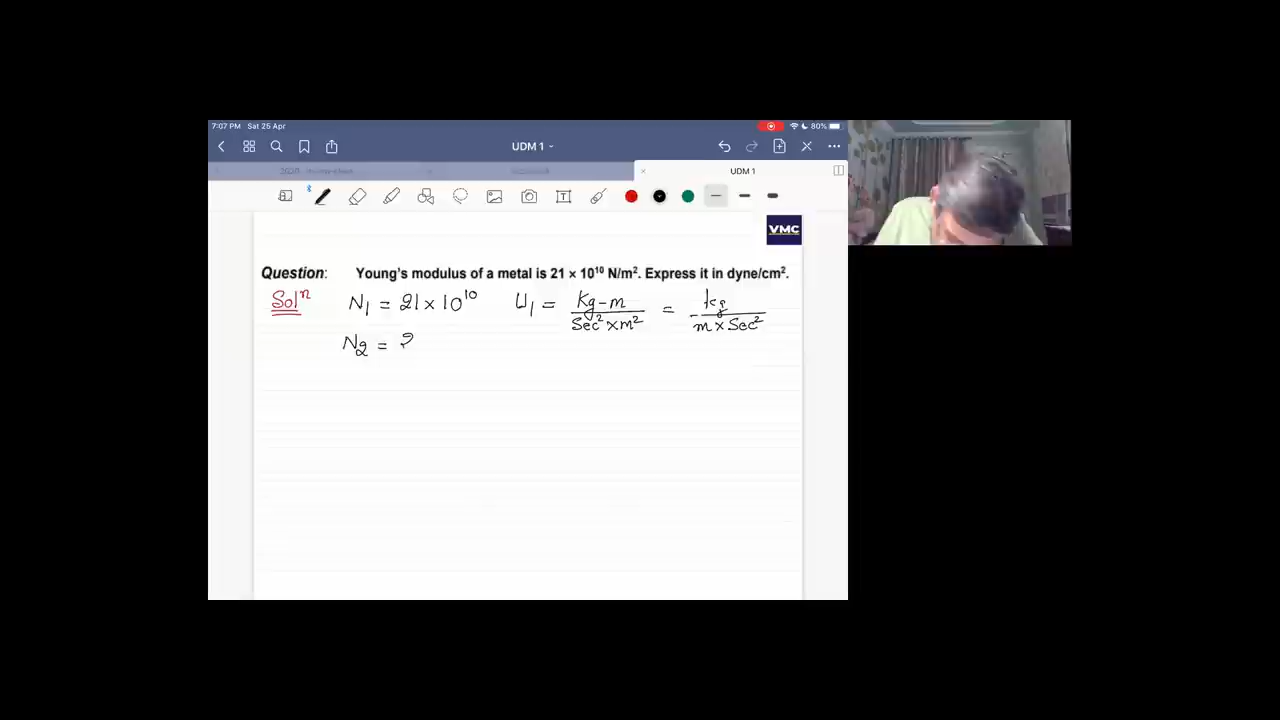 7:07 PM Sat 25 Apr
80%
UDM 1
UDM 1
VMC
Question: Young's modulus of a metal is 21 × 10¹⁰ N/m². Express it in dyne/cm².
Solⁿ N₁ = 21 × 10¹⁰ U₁ = Kg-m / Sec² × m² = kg / m × Sec²
N₂ = ?